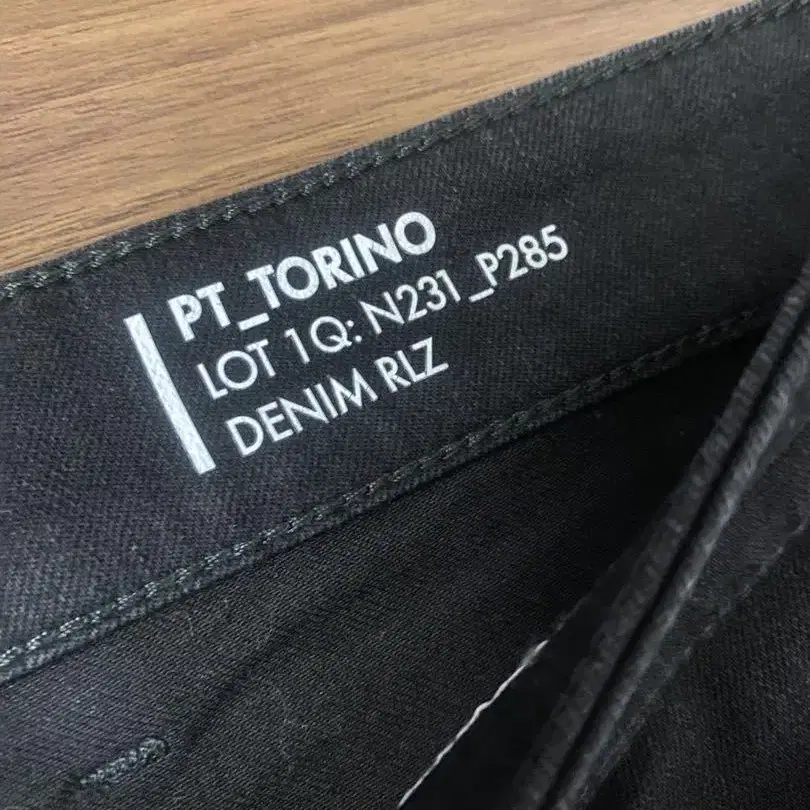 PT_TORINO
LOT 1Q: N231_P285
DENIM RLZ